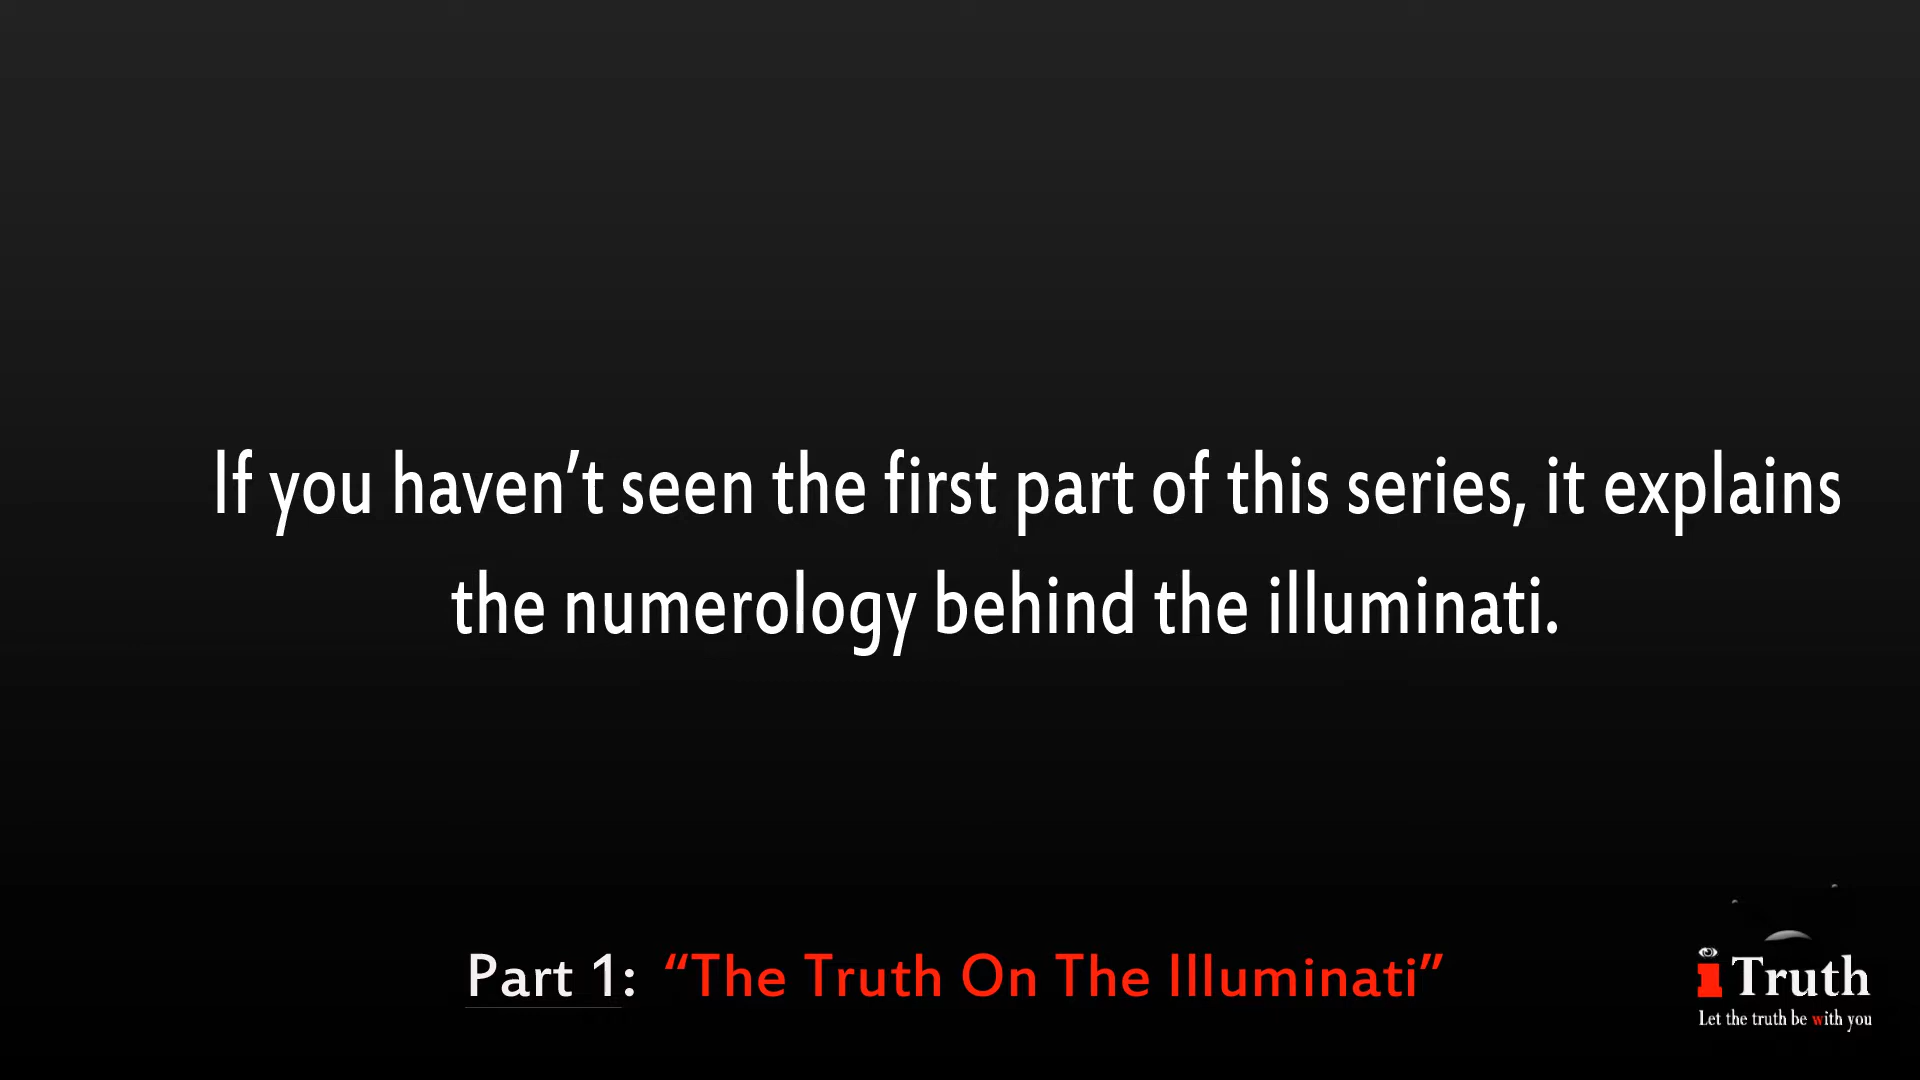 If you haven’t seen the first part of this series, it explains
the numerology behind the illuminati.
Part 1: “The Truth On The Illuminati”
i Truth
Let the truth be with you